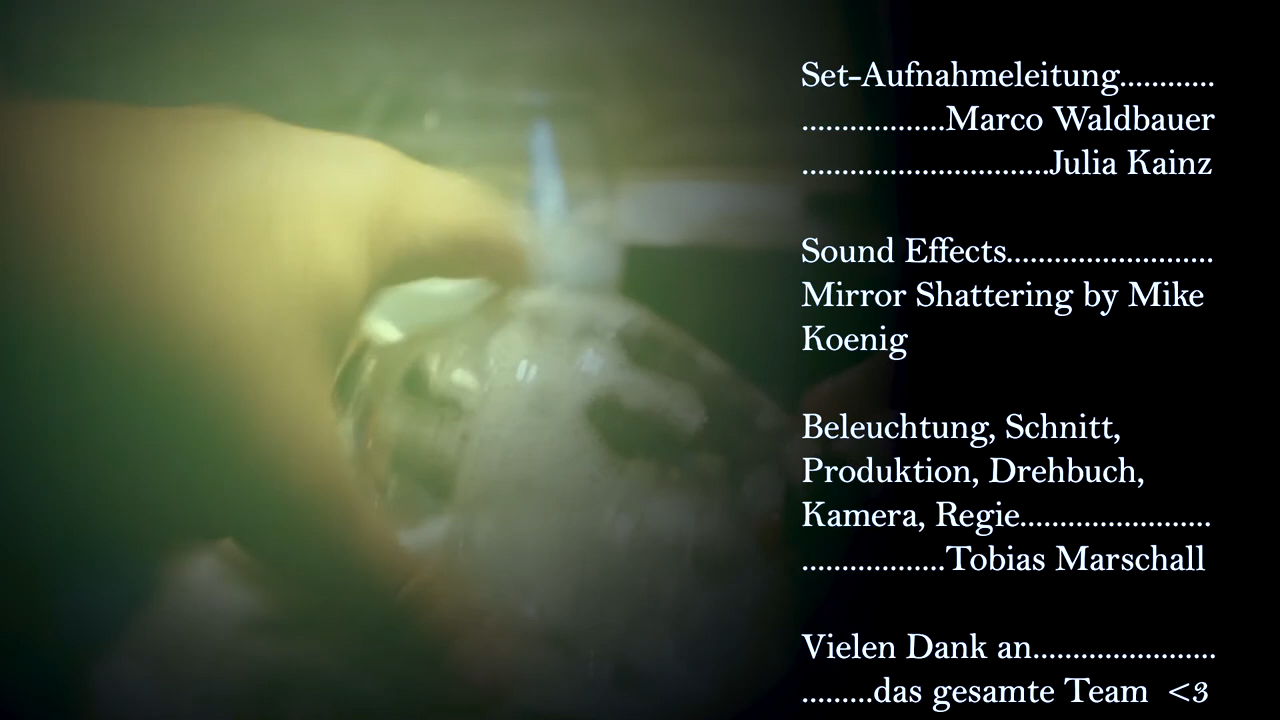 Set-Aufnahmeleitung............
..................Marco Waldbauer
...............................Julia Kainz
Sound Effects..........................
Mirror Shattering by Mike
Koenig
Beleuchtung, Schnitt,
Produktion, Drehbuch,
Kamera, Regie........................
..................Tobias Marschall
Vielen Dank an.......................
.........das gesamte Team <3